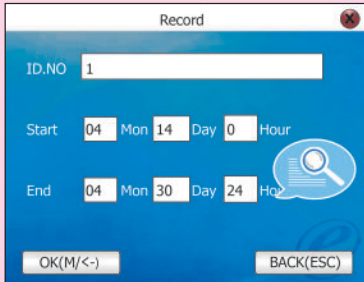 Record
ID.NO 1
Start 04 Mon 14 Day 0 Hour
End 04 Mon 30 Day 24 Hou
OK(M/<-) BACK(ESC)